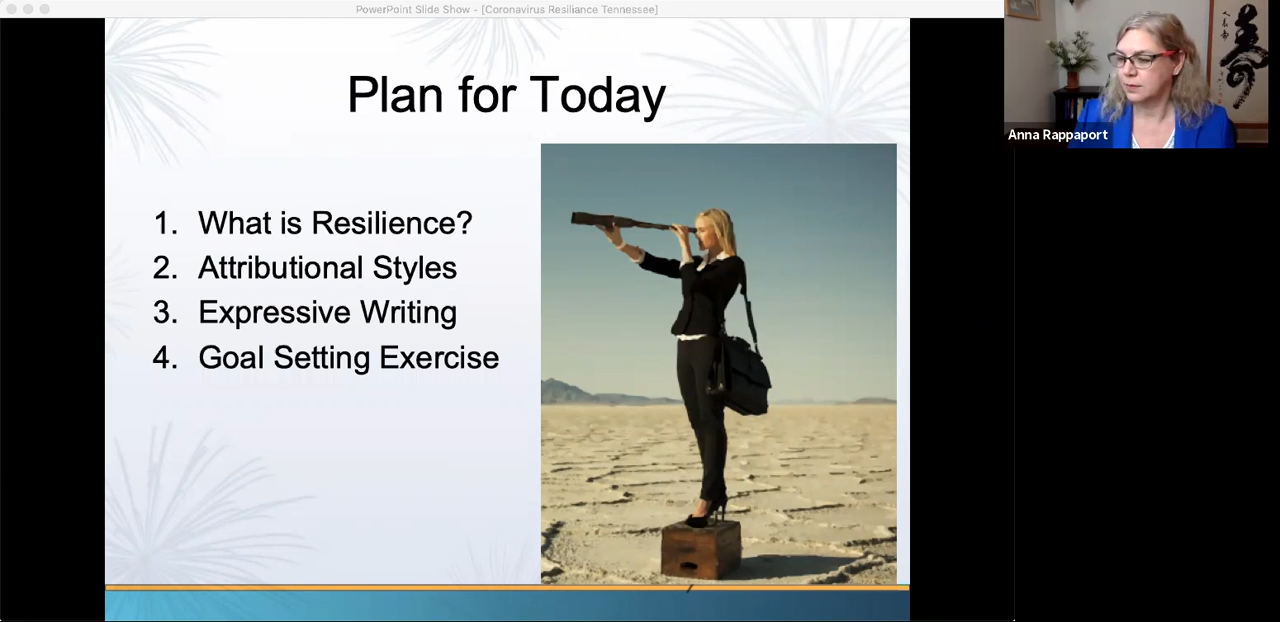 PowerPoint Slide Show - [Coronavirus Resiliance Tennessee]
Plan for Today
1. What is Resilience?
2. Attributional Styles
3. Expressive Writing
4. Goal Setting Exercise
Anna Rappaport
壽